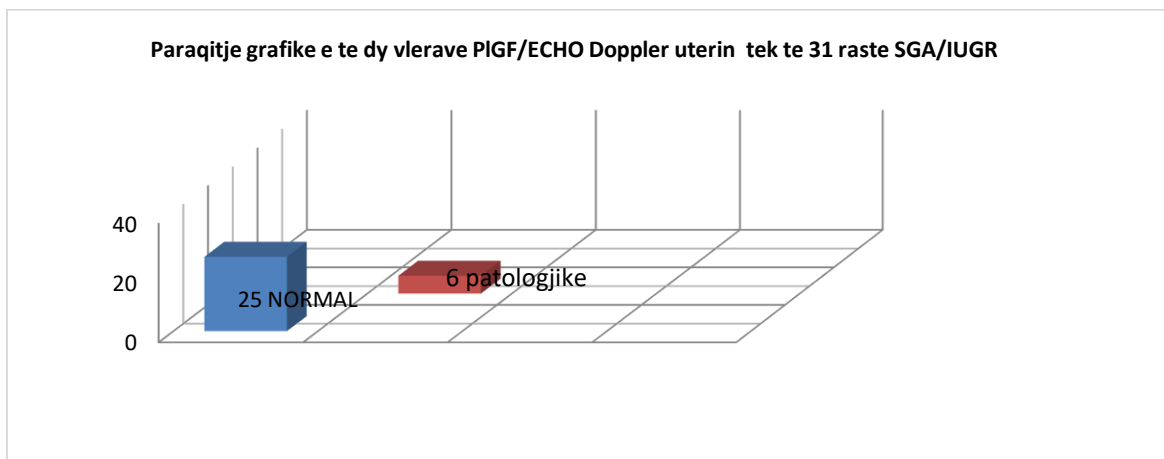 Paraqitje grafike e te dy vlerave PlGF/ECHO Doppler uterin tek te 31 raste SGA/IUGR
40
20
0
25 NORMAL
6 patologjike